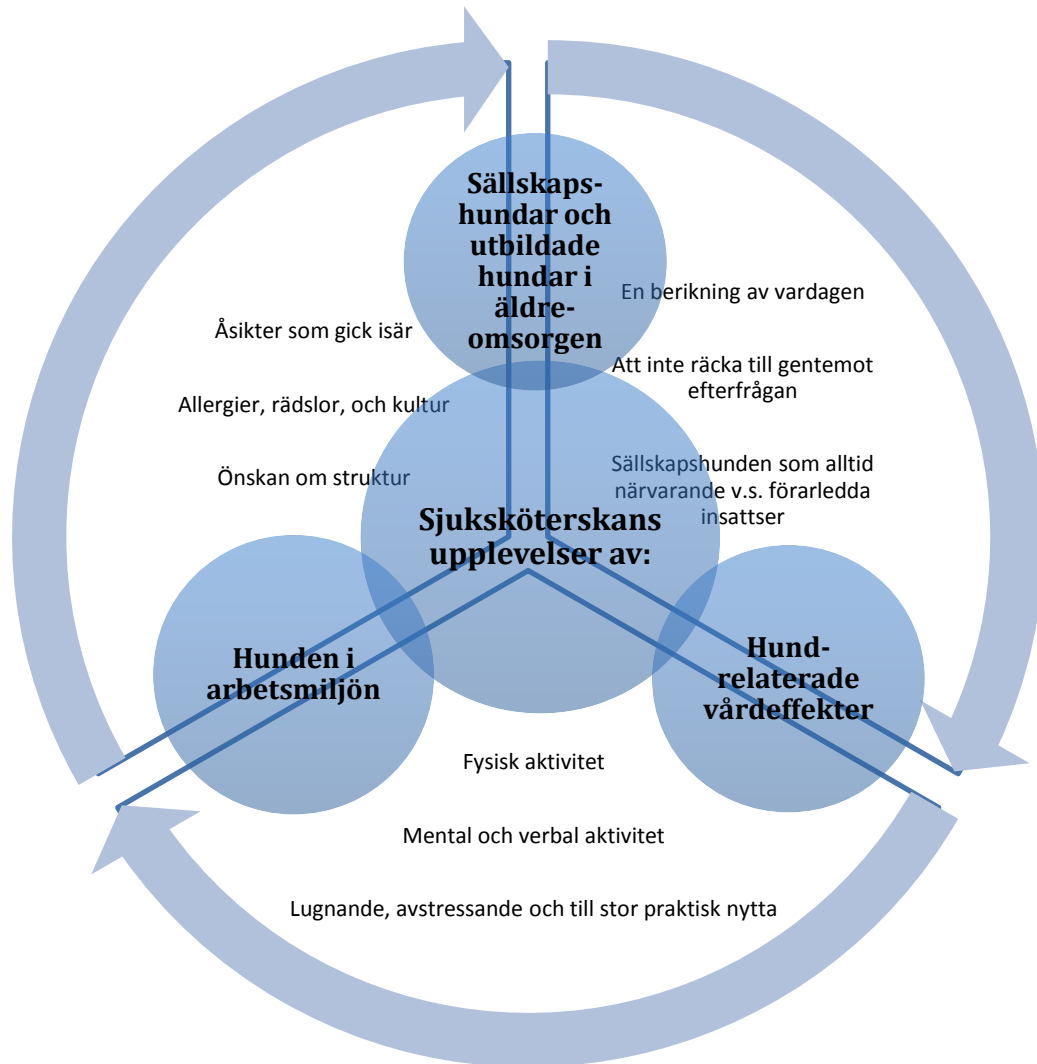 Sällskaps-
hundar och
utbildade
hundar i
äldre-
omsorgen
En berikning av vardagen
Att inte räcka till gentemot
efterfrågan
Sällskapshunden som alltid
närvarande v.s. förarledda
insattser
Åsikter som gick isär
Allergier, rädslor, och kultur
Önskan om struktur
Sjuksköterskans
upplevelser av:
Hunden i
arbetsmiljön
Hund-
relaterade
vårdeffekter
Fysisk aktivitet
Mental och verbal aktivitet
Lugnande, avstressande och till stor praktisk nytta